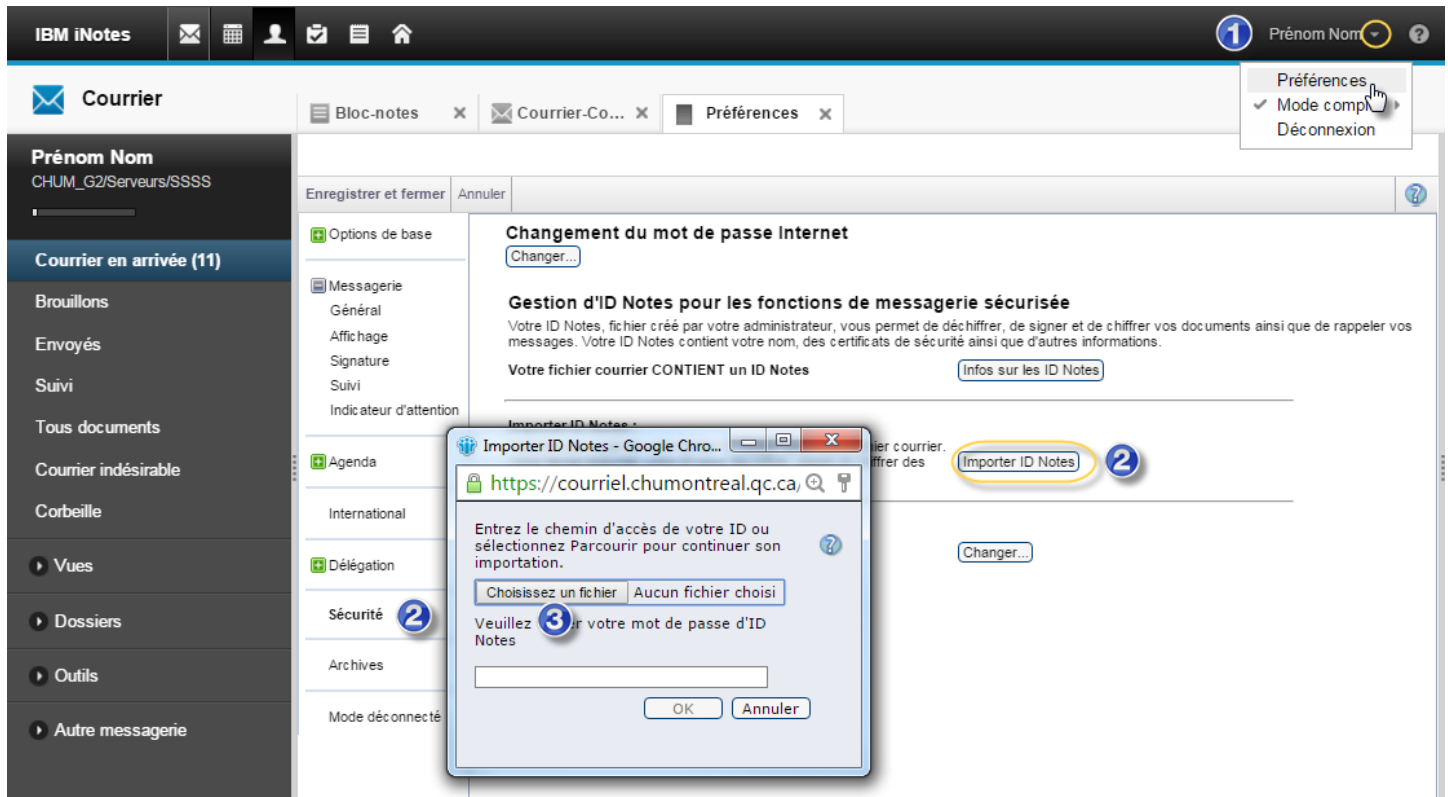 IBM iNotes
1
Prénom Nom
?
Préférences
Mode compl
Déconnexion
Courrier
Bloc-notes
Courrier-Co...
Préférences
Prénom Nom
CHUM_G2/Serveurs/SSSS
Courrier en arrivée (11)
Brouillons
Envoyés
Suivi
Tous documents
Courrier indésirable
Corbeille
Vues
Dossiers
Outils
Autre messagerie
Enregistrer et fermer
Annuler
?
Options de base
Messagerie
Général
Affichage
Signature
Suivi
Indicateur d'attention
Agenda
International
Délégation
Sécurité
2
Archives
Mode déconnecté
Changement du mot de passe Internet
Changer...
Gestion d'ID Notes pour les fonctions de messagerie sécurisée
Votre ID Notes, fichier créé par votre administrateur, vous permet de déchiffrer, de signer et de chiffrer vos documents ainsi que de rappeler vos
messages. Votre ID Notes contient votre nom, des certificats de sécurité ainsi que d'autres informations.
Votre fichier courrier CONTIENT un ID Notes
Infos sur les ID Notes
Importer ID Notes :
hier courrier.
iffrer des
Importer ID Notes
2
Changer...
Importer ID Notes - Google Chro...
https://courriel.chumontreal.qc.ca/
Entrez le chemin d'accès de votre ID ou
sélectionnez Parcourir pour continuer son
importation.
?
Choisissez un fichier
Aucun fichier choisi
3
Veuillez er votre mot de passe d'ID
Notes
OK
Annuler